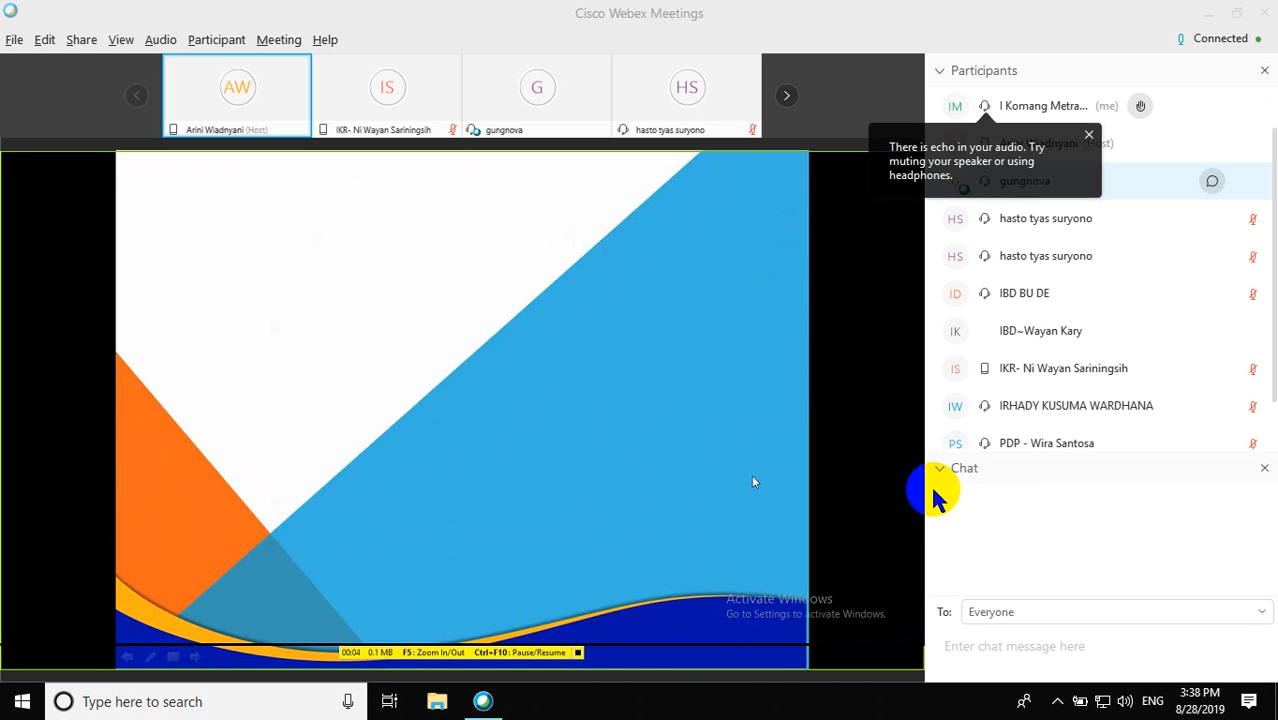 Cisco Webex Meetings
File Edit Share View Audio Participant Meeting Help
Connected
AW
Arini Wiadnyani (Host)
IS
IKR- Ni Wayan Sariningsih
G
gungnova
HS
hasto tyas suryono
Participants
IM I Komang Metra... (me)
Arini Wiadnyani (Host)
There is echo in your audio. Try
muting your speaker or using
headphones.
G gungnova
HS hasto tyas suryono
HS hasto tyas suryono
ID IBD BU DE
IK IBD~Wayan Kary
IS IKR- Ni Wayan Sariningsih
IW IRHADY KUSUMA WARDHANA
PS PDP - Wira Santosa
Chat
To: Everyone
Enter chat message here
Activate Windows
Go to Settings to Activate Windows.
00:04 0.1 MB F5: Zoom In/Out Ctrl+F10: Pause/Resume
Type here to search
ENG
3:38 PM
8/28/2019